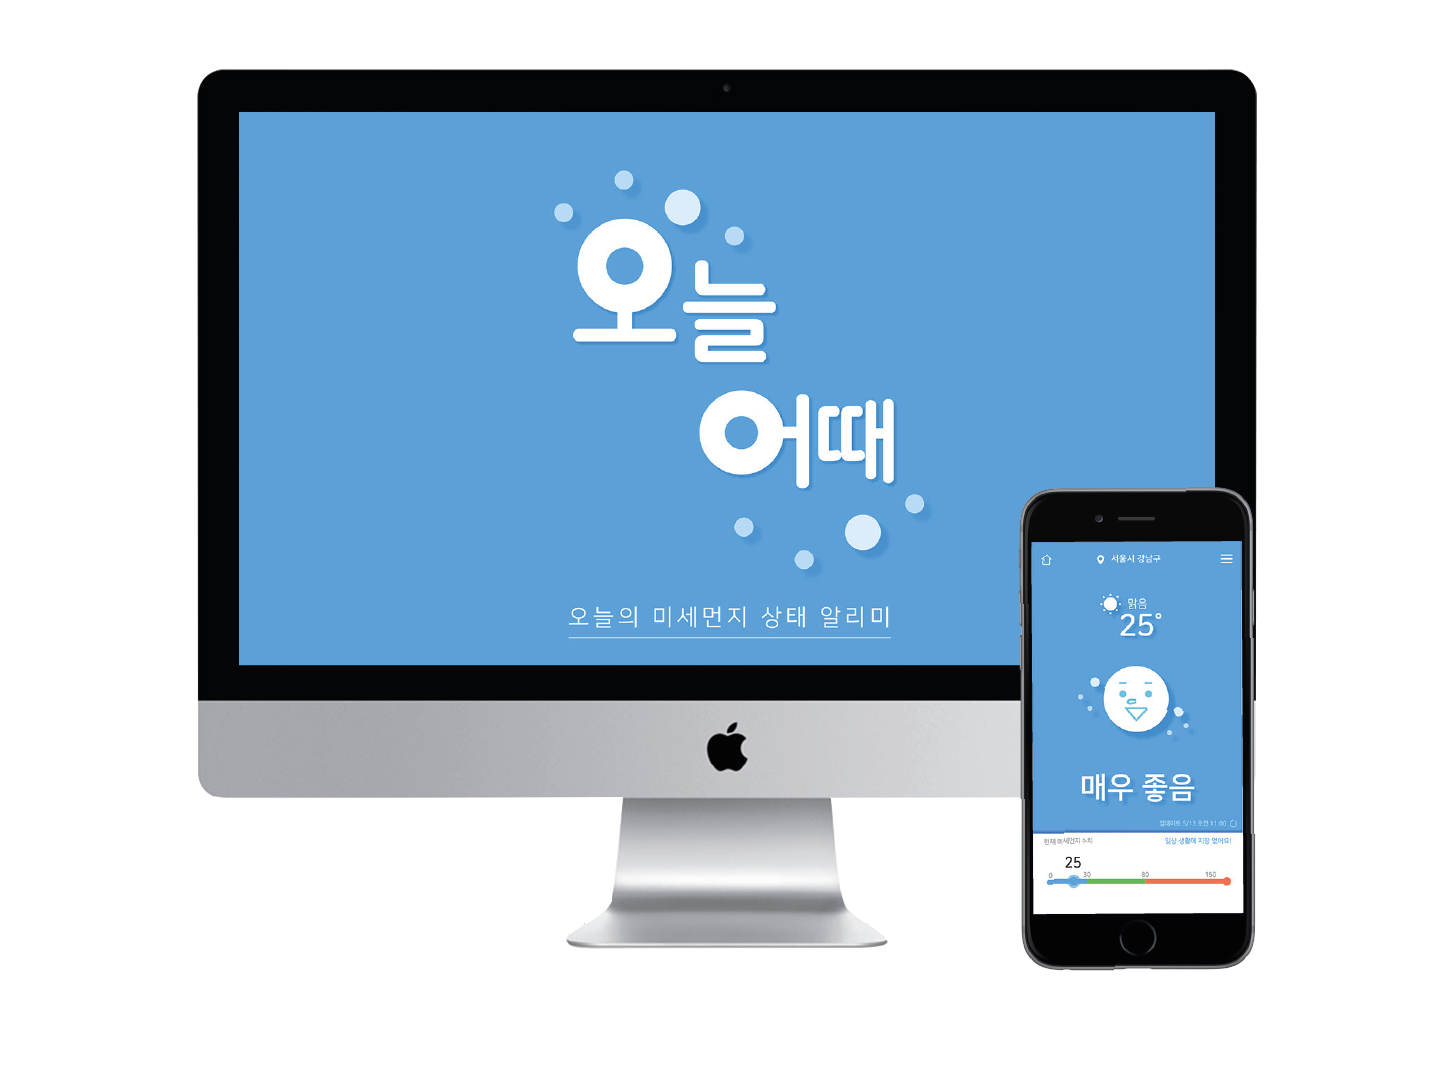 오늘
어때
오늘의 미세먼지 상태 알리미
서울시 강남구
맑음
25°
매우 좋음
업데이트 5/13 오전 11:00
현재 미세먼지 수치
일상 생활에 지장 없어요!
25
0 30 80 150